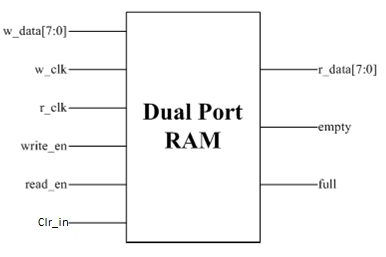 w_data[7:0]
w_clk
r_clk
write_en
read_en
Clr_in
Dual Port
RAM
r_data[7:0]
empty
full